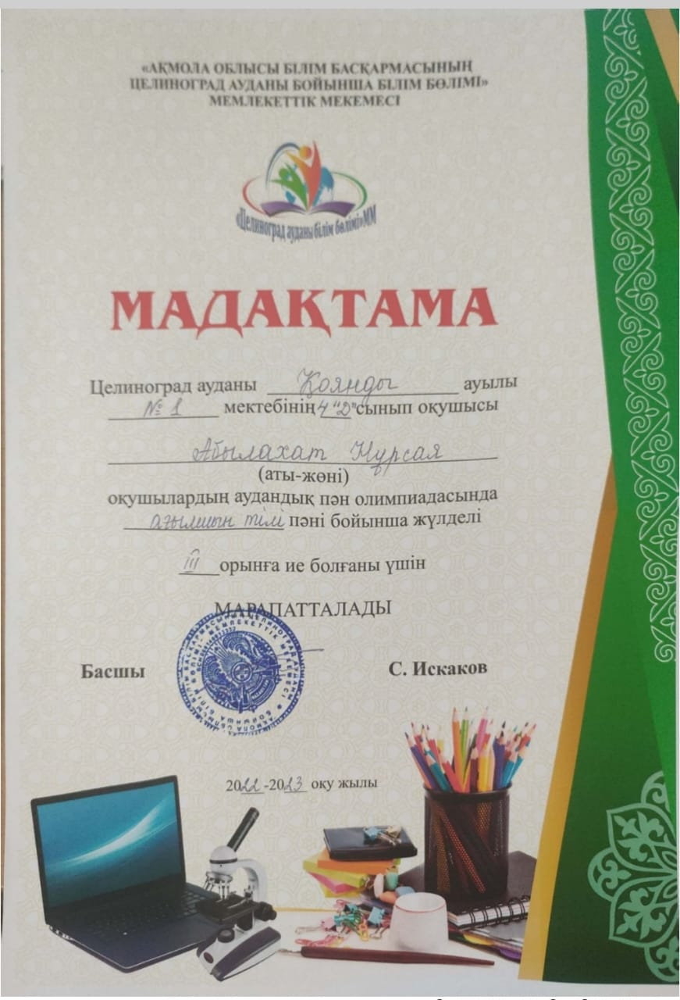 «АҚМОЛА ОБЛЫСЫ БІЛІМ БАСҚАРМАСЫНЫҢ
ЦЕЛИНОГРАД АУДАНЫ БОЙЫНША БІЛІМ БӨЛІМІ»
МЕМЛЕКЕТТІК МЕКЕМЕСІ
«Целиноград ауданы білім бөлімі»ММ
МАДАҚТАМА
Целиноград ауданы Қоянды ауылы
№ 1 мектебінің 4 "Д" сынып оқушысы
Абылахат Нұрсая
(аты-жөні)
оқушылардың аудандық пән олимпиадасында
ағылшын тілі пәні бойынша жүлделі
III орынға ие болғаны үшін
МАРАПАТТАЛАДЫ
Басшы С. Искаков
2022-2023 оқу жылы